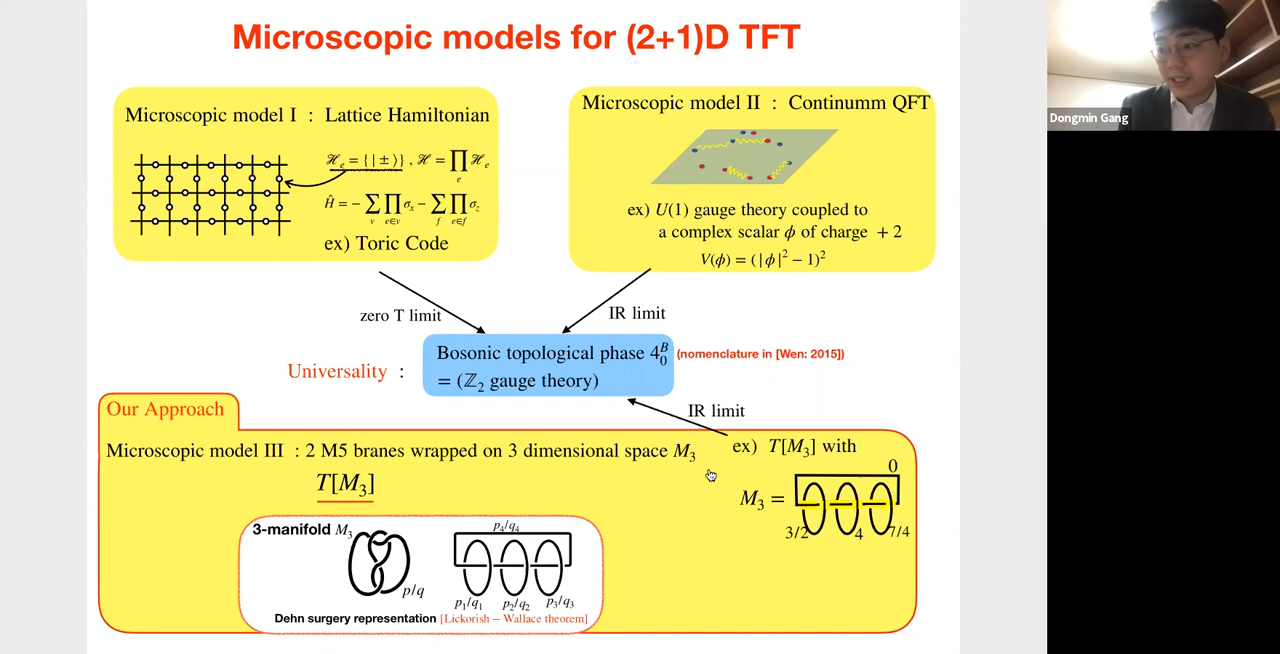 Microscopic models for (2+1)D TFT
Dongmin Gang
Microscopic model I : Lattice Hamiltonian
ℋₑ = {|±⟩}, ℋ = ∏ₑ ℋₑ
Ĥ = − ∑_v ∏_{e∈v} σₓ − ∑_f ∏_{e∈f} σ_z
ex) Toric Code
Microscopic model II : Continumm QFT
ex) U(1) gauge theory coupled to
a complex scalar ϕ of charge + 2
V(ϕ) = (|ϕ|² − 1)²
zero T limit
IR limit
Universality :
Bosonic topological phase 4₀ᴮ
= (ℤ₂ gauge theory)
(nomenclature in [Wen: 2015])
IR limit
Our Approach
Microscopic model III : 2 M5 branes wrapped on 3 dimensional space M₃
T[M₃]
ex) T[M₃] with
0
M₃ =
3/2
4
7/4
3-manifold M₃
p/q
p₄/q₄
p₁/q₁
p₂/q₂
p₃/q₃
Dehn surgery representation [Lickorish − Wallace theorem]